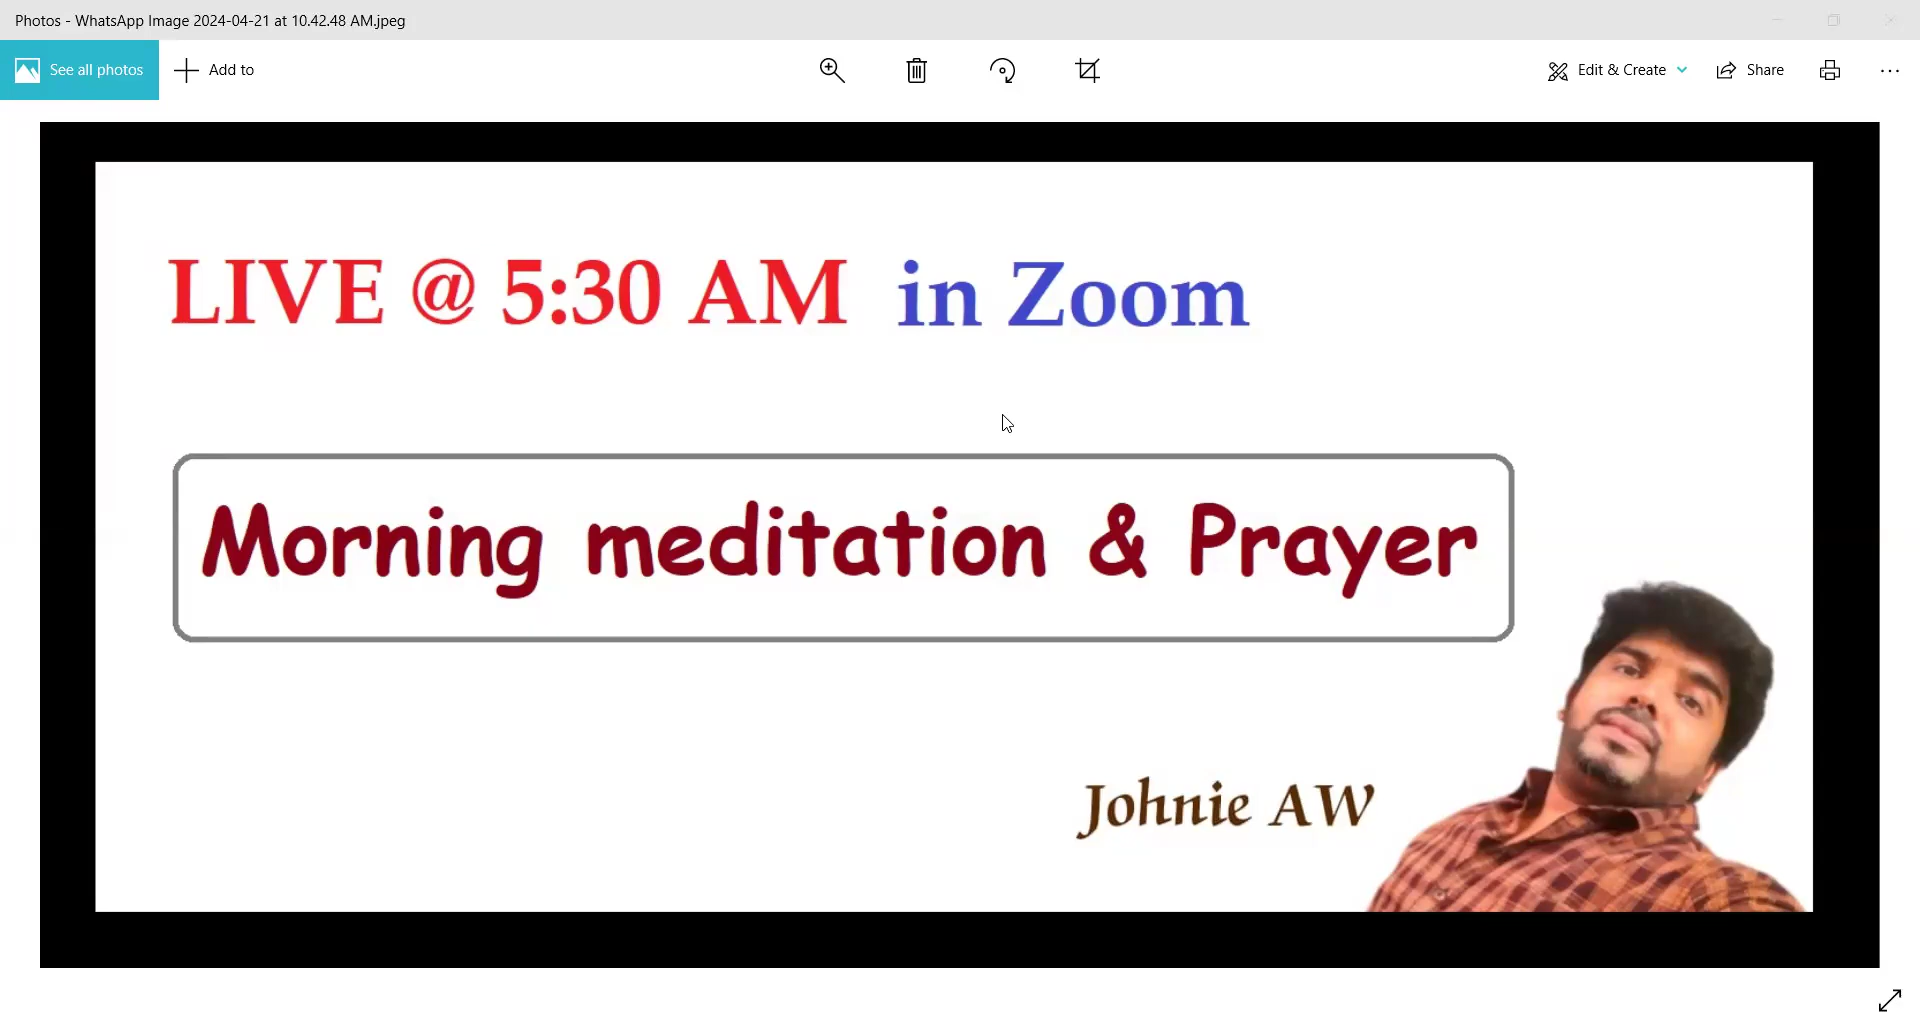 Photos - WhatsApp Image 2024-04-21 at 10.42.48 AM.jpeg
See all photos
Add to
Edit & Create
Share
LIVE @ 5:30 AM in Zoom
Morning meditation & Prayer
Johnie AW